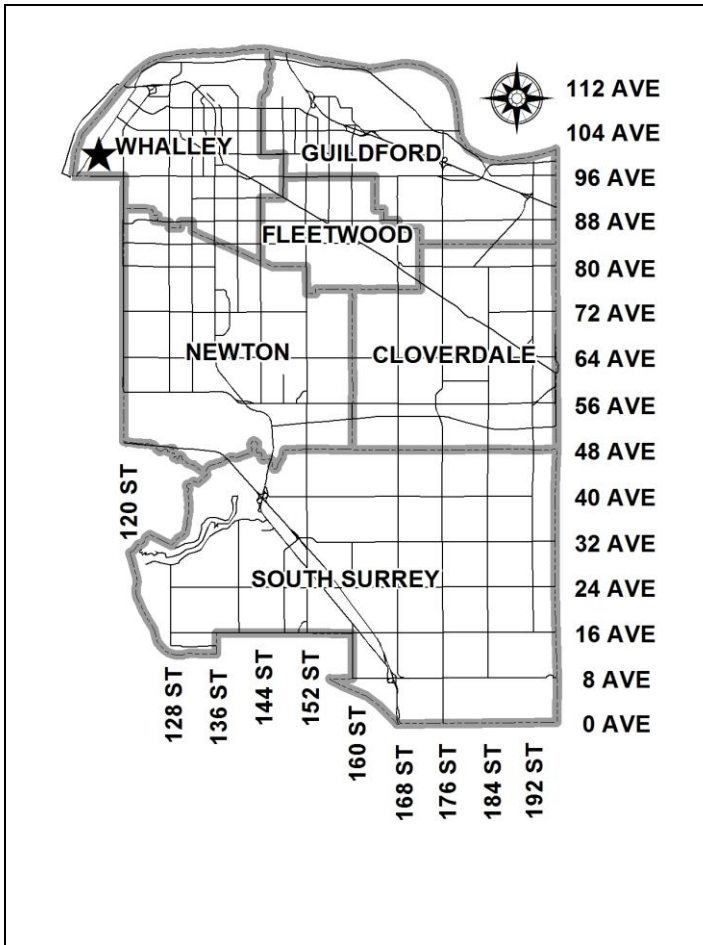 112 AVE
104 AVE
WHALLEY
GUILDFORD
96 AVE
88 AVE
FLEETWOOD
80 AVE
72 AVE
NEWTON
CLOVERDALE
64 AVE
56 AVE
48 AVE
120 ST
40 AVE
32 AVE
SOUTH SURREY
24 AVE
16 AVE
8 AVE
0 AVE
128 ST
136 ST
144 ST
152 ST
160 ST
168 ST
176 ST
184 ST
192 ST